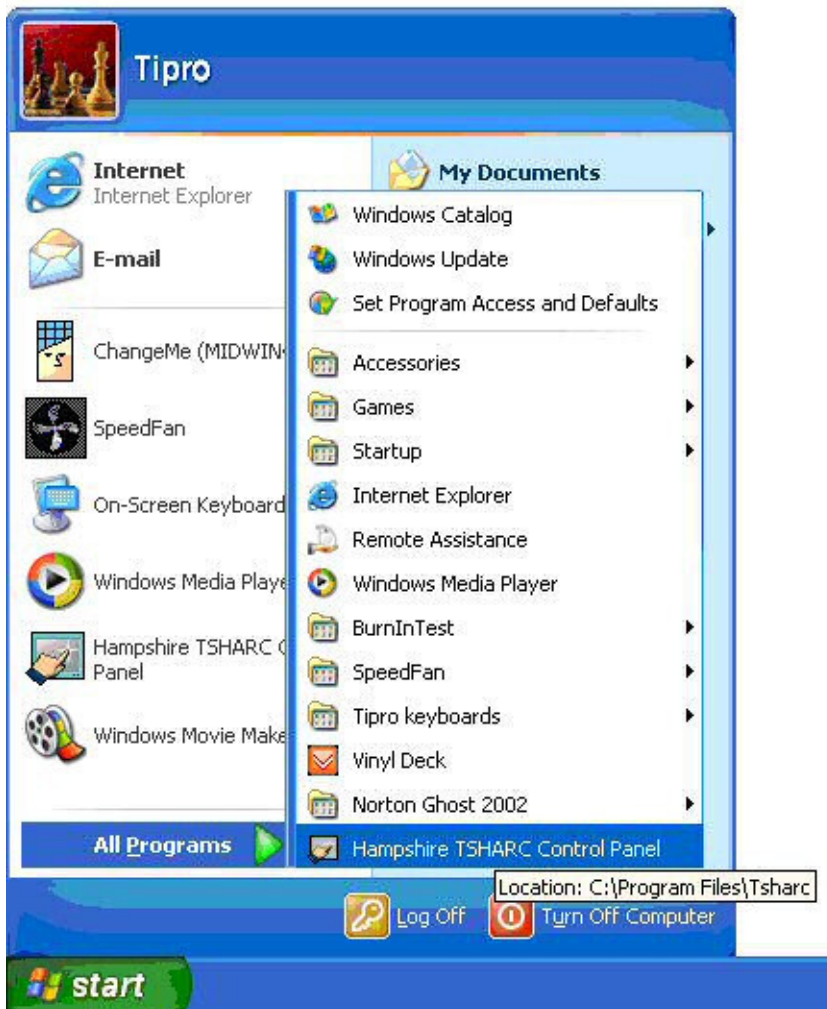 Tipro
Internet
Internet Explorer
E-mail
ChangeMe (MIDWIN
SpeedFan
On-Screen Keyboard
Windows Media Playe
Hampshire TSHARC C
Panel
Windows Movie Make
All Programs
My Documents
Windows Catalog
Windows Update
Set Program Access and Defaults
Accessories
Games
Startup
Internet Explorer
Remote Assistance
Windows Media Player
BurnInTest
SpeedFan
Tipro keyboards
Vinyl Deck
Norton Ghost 2002
Hampshire TSHARC Control Panel
Location: C:\Program Files\Tsharc
Log Off
Turn Off Computer
start